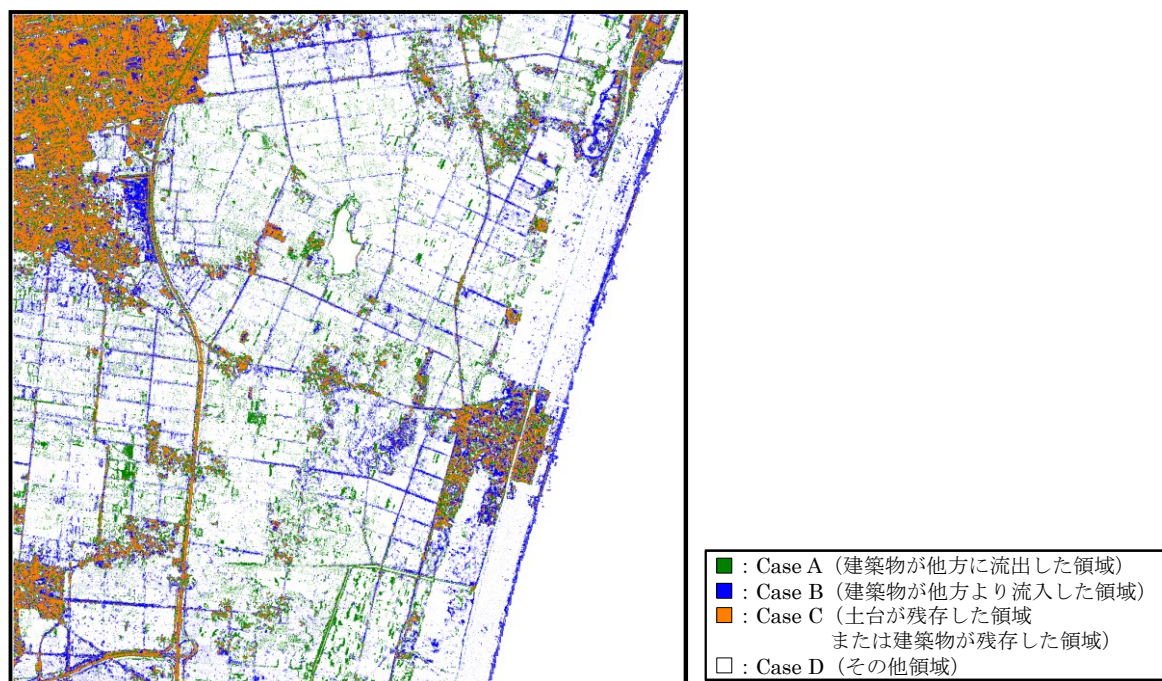 : Case A（建築物が他方に流出した領域）
: Case B（建築物が他方より流入した領域）
: Case C（土台が残存した領域
または建築物が残存した領域）
: Case D（その他領域）